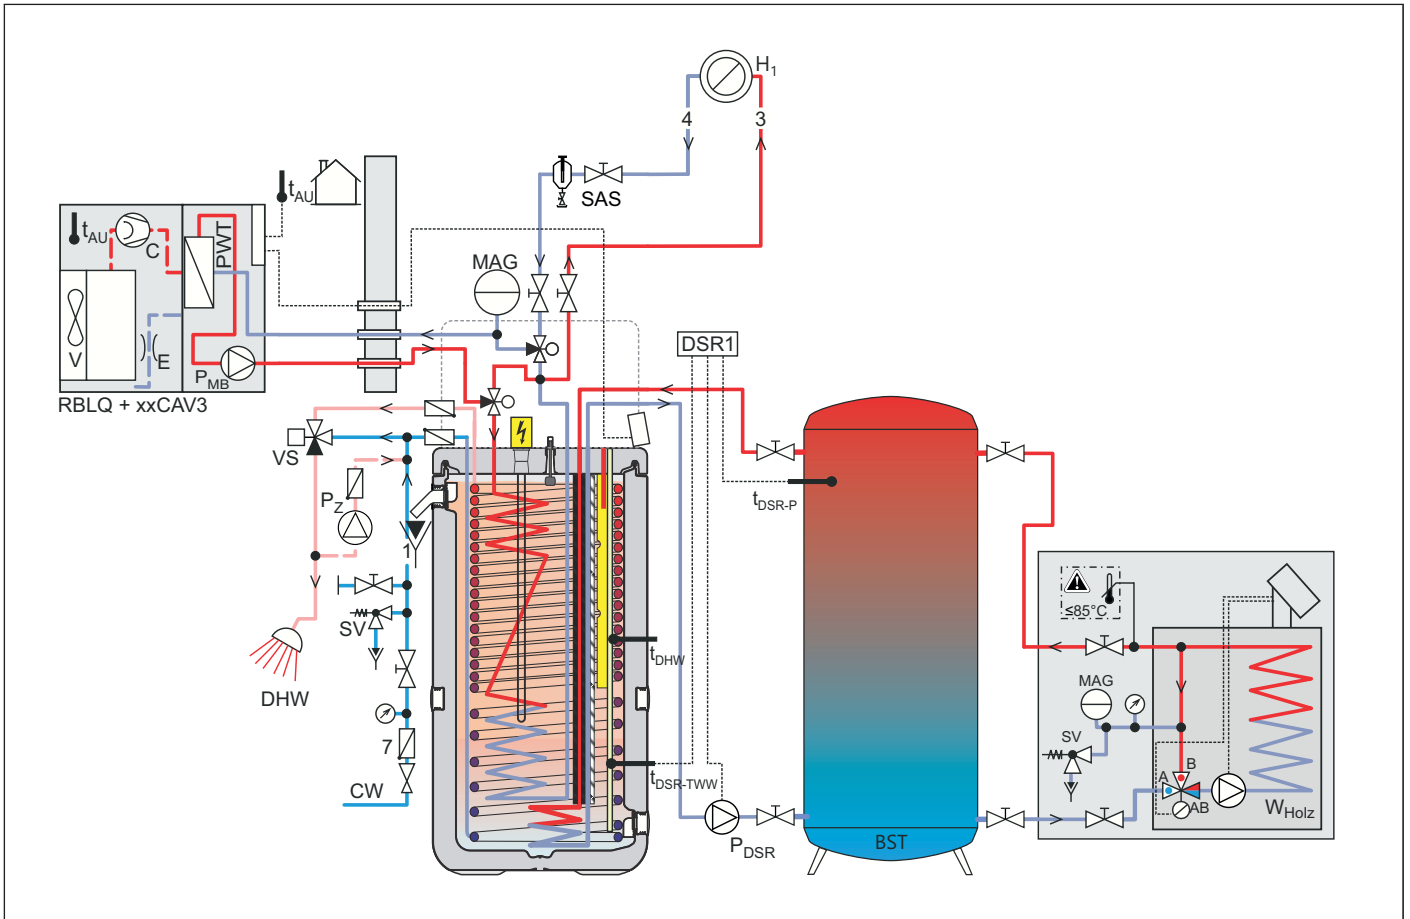 H1
4
3
SAS
tAU
tAU
C
PWT
V
E
PMB
RBLQ + xxCAV3
MAG
DSR1
VS
PZ
1
SV
DHW
7
CW
tDHW
tDSR-TWW
tDSR-P
PDSR
BST
≤85°C
MAG
SV
B
A
AB
WHolz